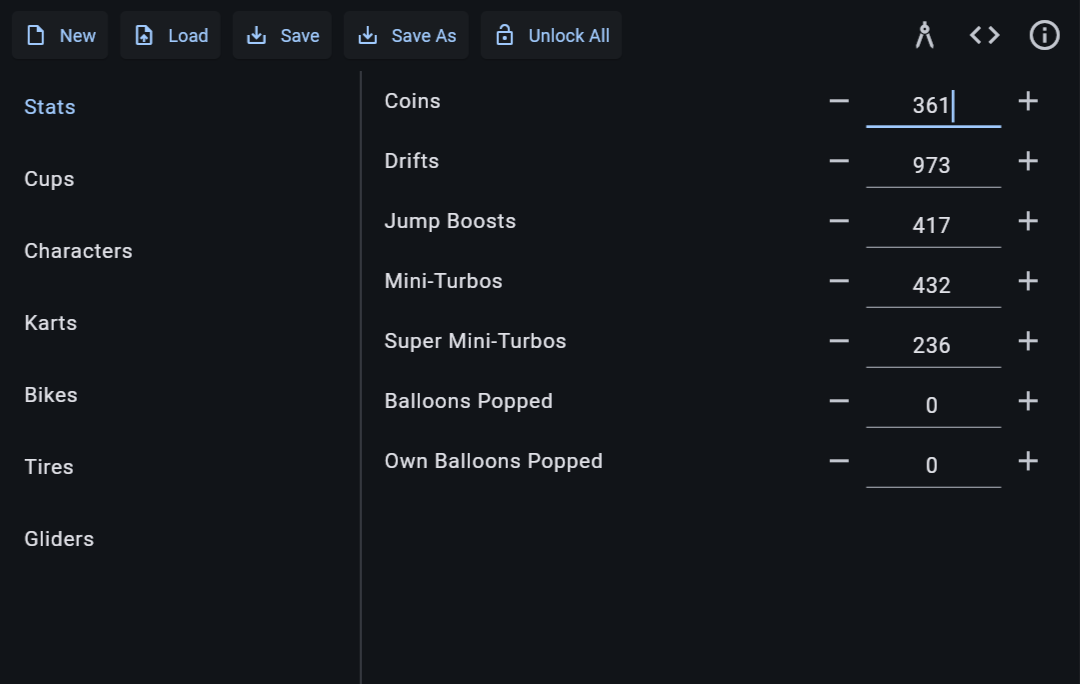 New Load Save Save As Unlock All
Stats
Cups
Characters
Karts
Bikes
Tires
Gliders
Coins 361
Drifts 973
Jump Boosts 417
Mini-Turbos 432
Super Mini-Turbos 236
Balloons Popped 0
Own Balloons Popped 0